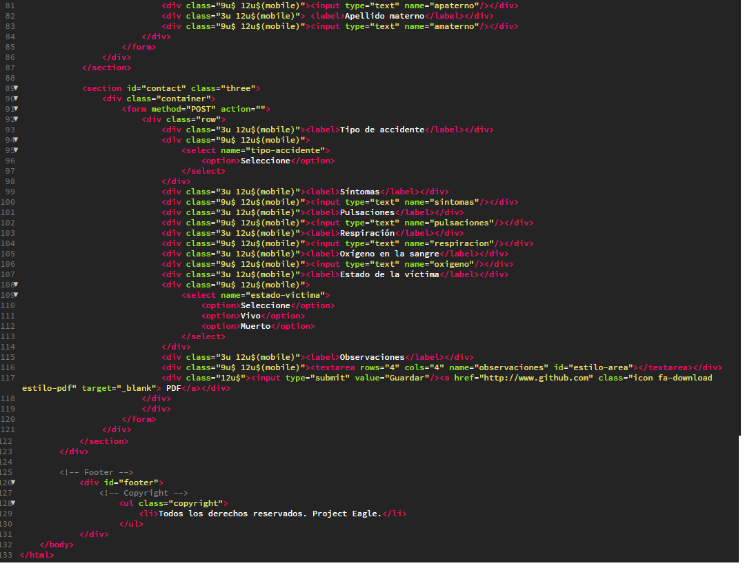 81 <div class="9u$ 12u$(mobile)"><input type="text" name="apaterno"/></div>
82 <div class="3u 12u$(mobile)"> <label>Apellido materno</label></div>
83 <div class="9u$ 12u$(mobile)"><input type="text" name="amaterno"/></div>
84 </div>
85 </form>
86 </div>
87 </section>
88
89 <section id="contact" class="three">
90 <div class="container">
91 <form method="POST" action="">
92 <div class="row">
93 <div class="3u 12u$(mobile)"><label>Tipo de accidente</label></div>
94 <div class="9u$ 12u$(mobile)">
95 <select name="tipo-accidente">
96 <option>Seleccione</option>
97 </select>
98 </div>
99 <div class="3u 12u$(mobile)"><label>Síntomas</label></div>
100 <div class="9u$ 12u$(mobile)"><input type="text" name="sintomas"/></div>
101 <div class="3u 12u$(mobile)"><label>Pulsaciones</label></div>
102 <div class="9u$ 12u$(mobile)"><input type="text" name="pulsaciones"/></div>
103 <div class="3u 12u$(mobile)"><label>Respiración</label></div>
104 <div class="9u$ 12u$(mobile)"><input type="text" name="respiracion"/></div>
105 <div class="3u 12u$(mobile)"><label>Oxígeno en la sangre</label></div>
106 <div class="9u$ 12u$(mobile)"><input type="text" name="oxigeno"/></div>
107 <div class="3u 12u$(mobile)"><label>Estado de la víctima</label></div>
108 <div class="9u$ 12u$(mobile)">
109 <select name="estado-victima">
110 <option>Seleccione</option>
111 <option>Vivo</option>
112 <option>Muerto</option>
113 </select>
114 </div>
115 <div class="3u 12u$(mobile)"><label>Observaciones</label></div>
116 <div class="9u$ 12u$(mobile)"><textarea rows="4" cols="4" name="observaciones" id="estilo-area"></textarea></div>
117 <div class="12u$"><input type="submit" value="Guardar"/><a href="http://www.github.com" class="icon fa-download
estilo-pdf" target="_blank"> PDF</a></div>
118 </div>
119 </div>
120 </form>
121 </div>
122 </section>
123 </div>
124
125 <!-- Footer -->
126 <div id="footer">
127 <!-- Copyright -->
128 <ul class="copyright">
129 <li>Todos los derechos reservados. Project Eagle.</li>
130 </ul>
131 </div>
132 </body>
133 </html>